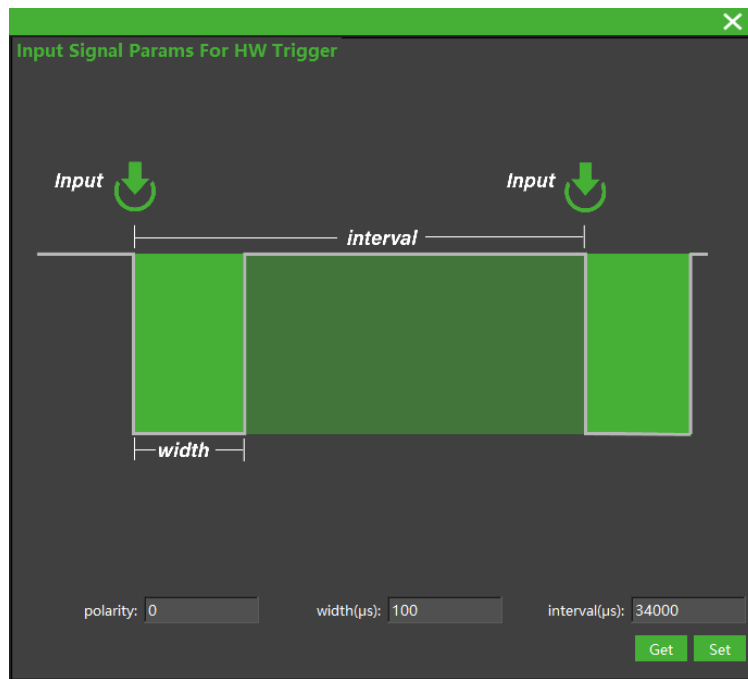 Input Signal Params For HW Trigger
Input
Input
interval
width
polarity: 0 width(μs): 100 interval(μs): 34000
Get Set